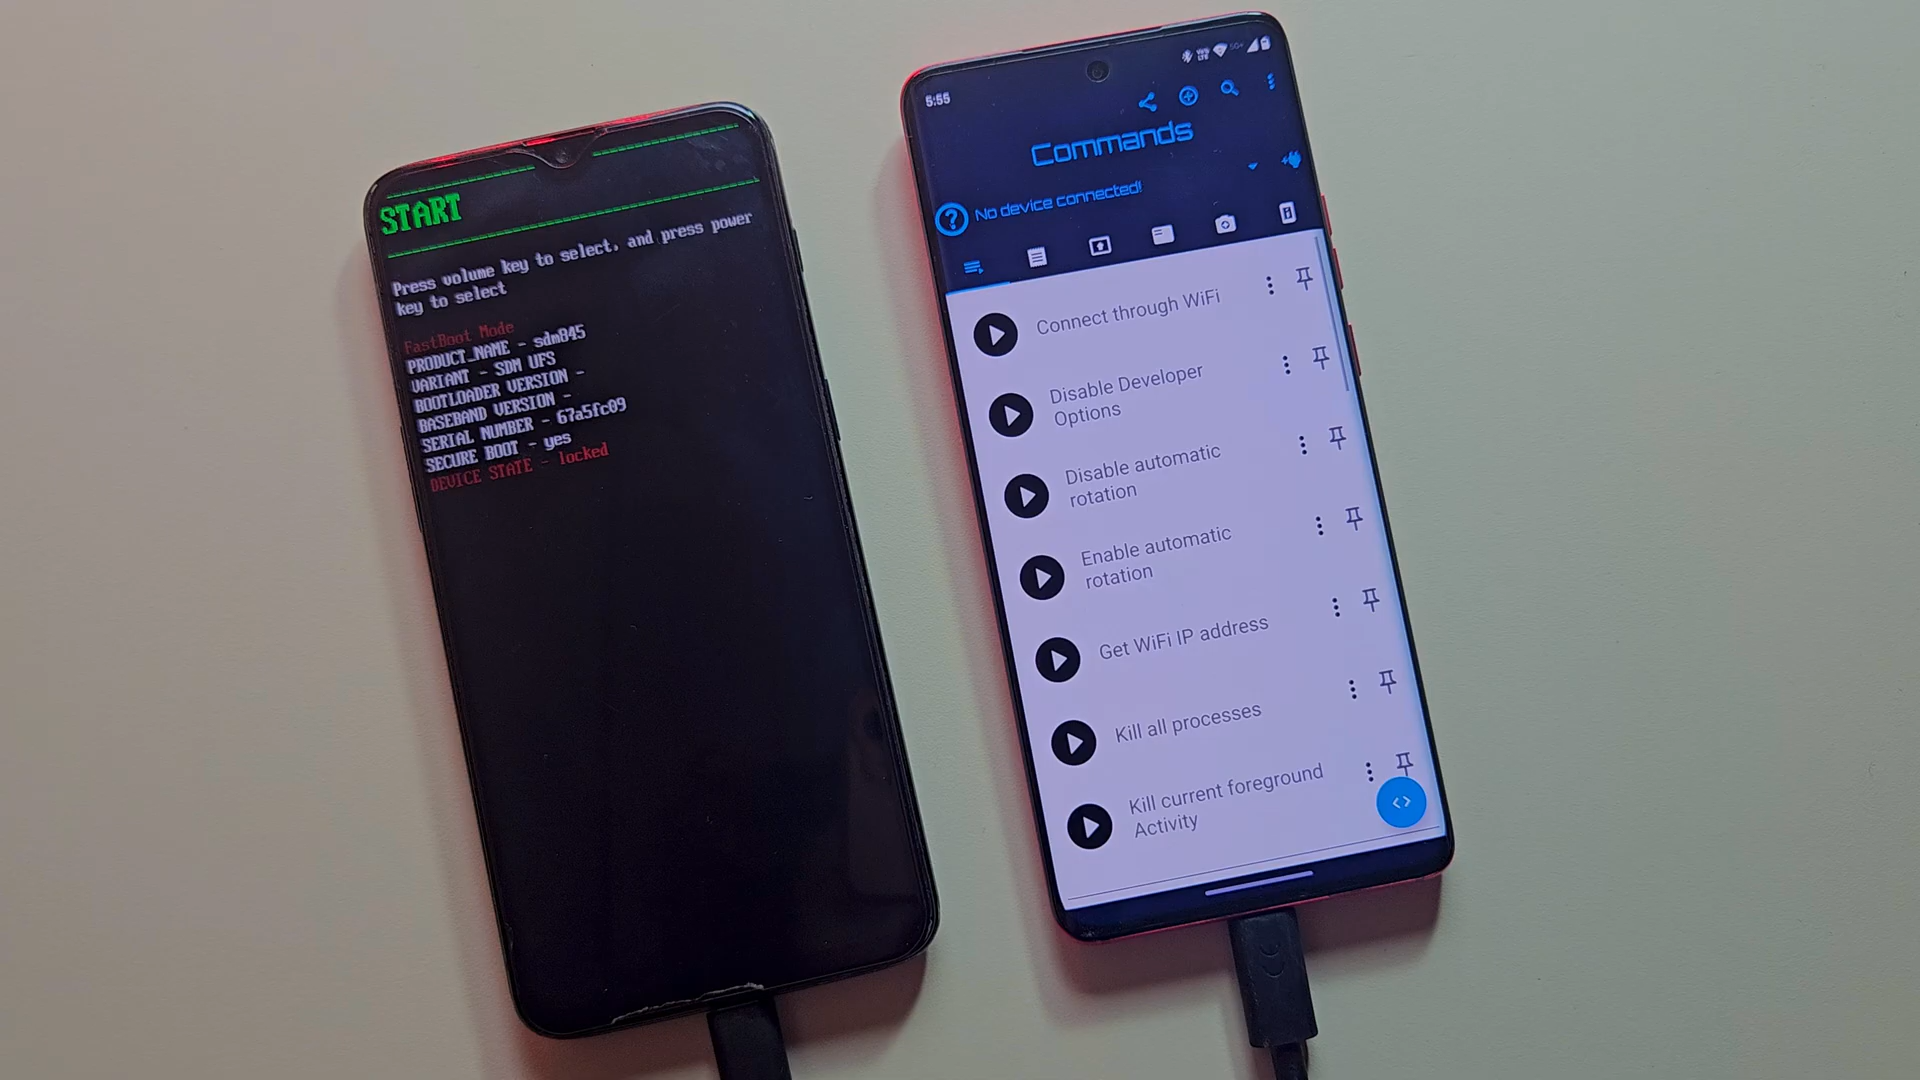 START
Press volume key to select, and press power
key to select
FastBoot Mode
PRODUCT_NAME - sdm845
VARIANT - SDM UFS
BOOTLOADER VERSION -
BASEBAND VERSION -
SERIAL NUMBER - 67a5fc09
SECURE BOOT - yes
DEVICE STATE - locked
5:55
Commands
No device connected!
Connect through WiFi
Disable Developer
Options
Disable automatic
rotation
Enable automatic
rotation
Get WiFi IP address
Kill all processes
Kill current foreground
Activity